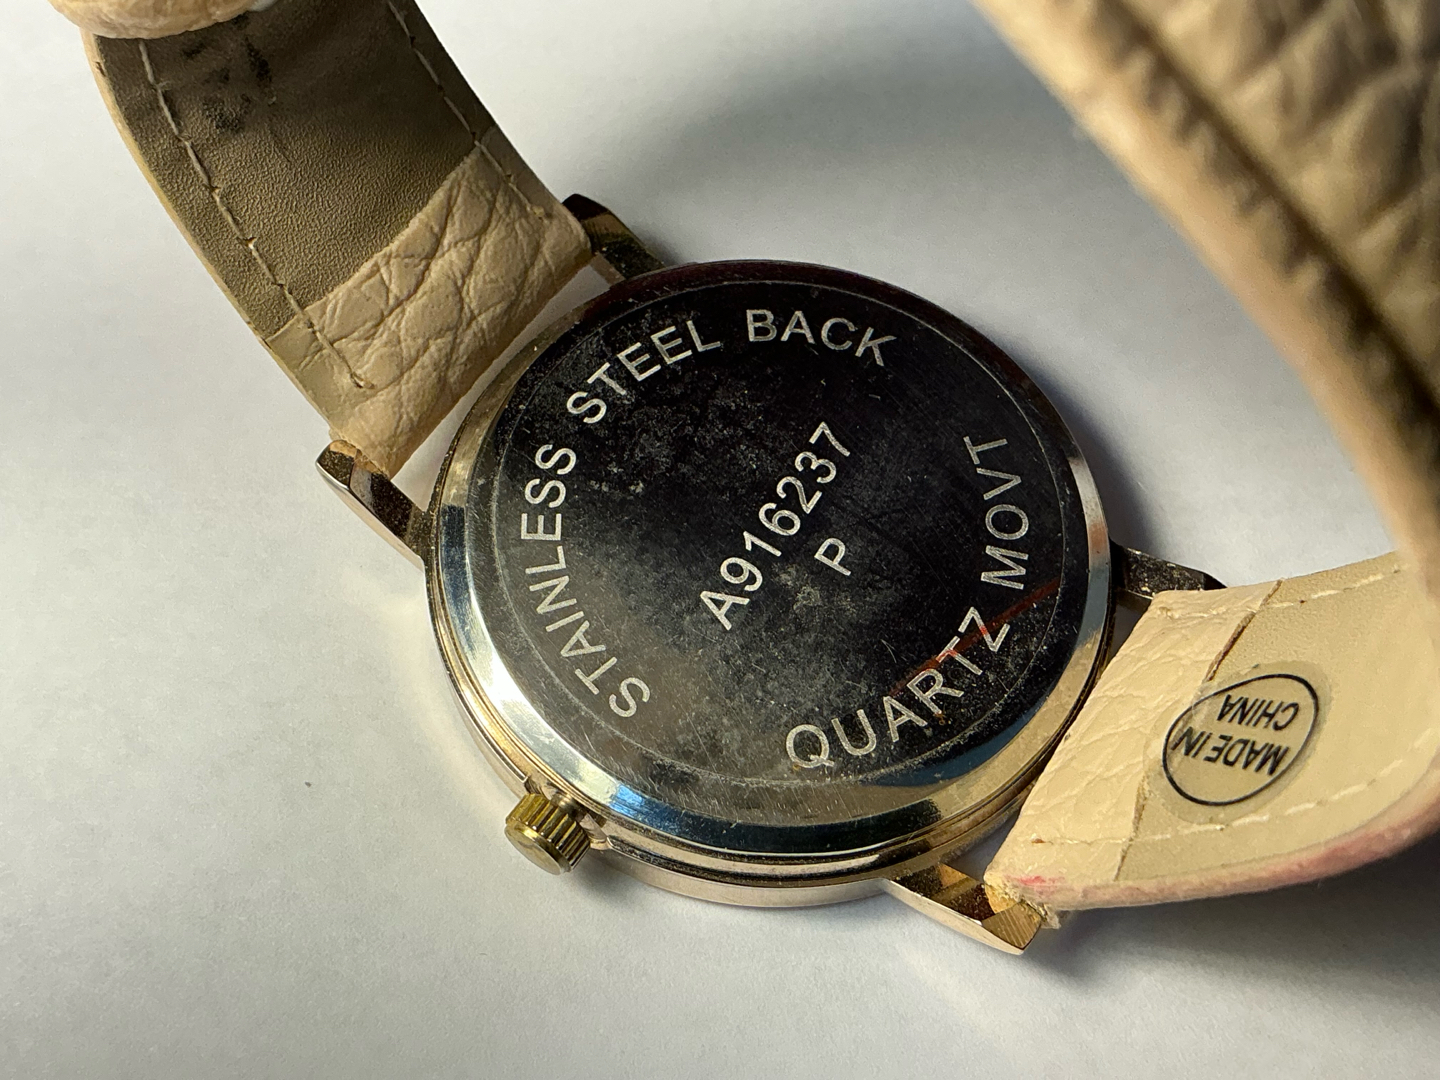 STAINLESS STEEL BACK
A916237
P
QUARTZ MOVT
MADE IN
CHINA